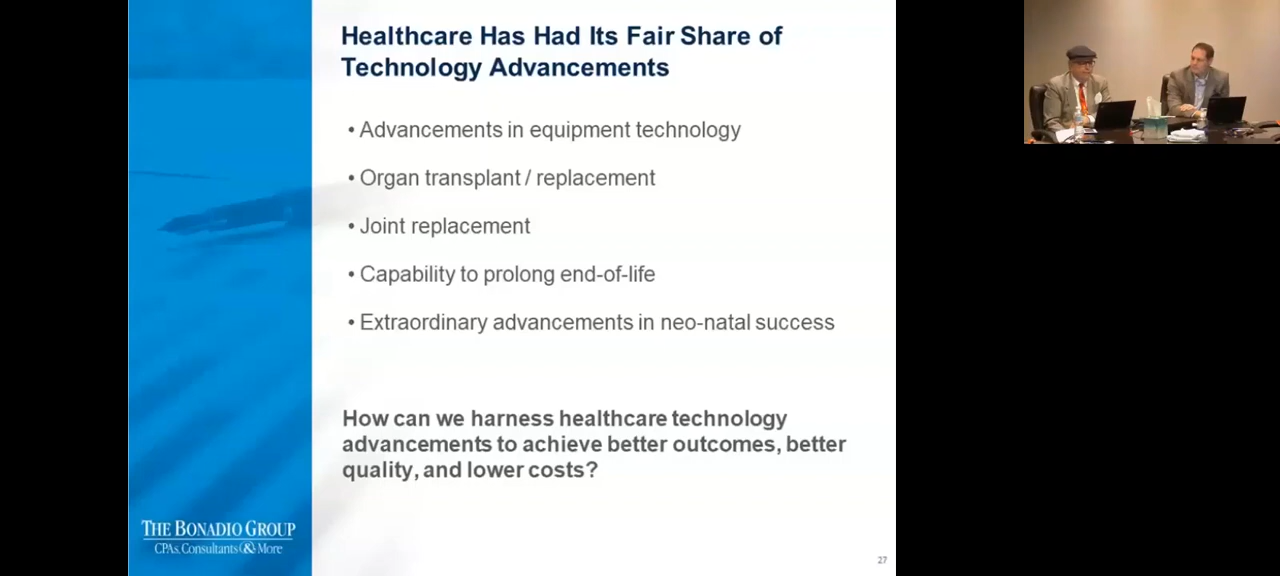 Healthcare Has Had Its Fair Share of
Technology Advancements
• Advancements in equipment technology
• Organ transplant / replacement
• Joint replacement
• Capability to prolong end-of-life
• Extraordinary advancements in neo-natal success
How can we harness healthcare technology
advancements to achieve better outcomes, better
quality, and lower costs?
THE BONADIO GROUP
CPAs, Consultants & More
27